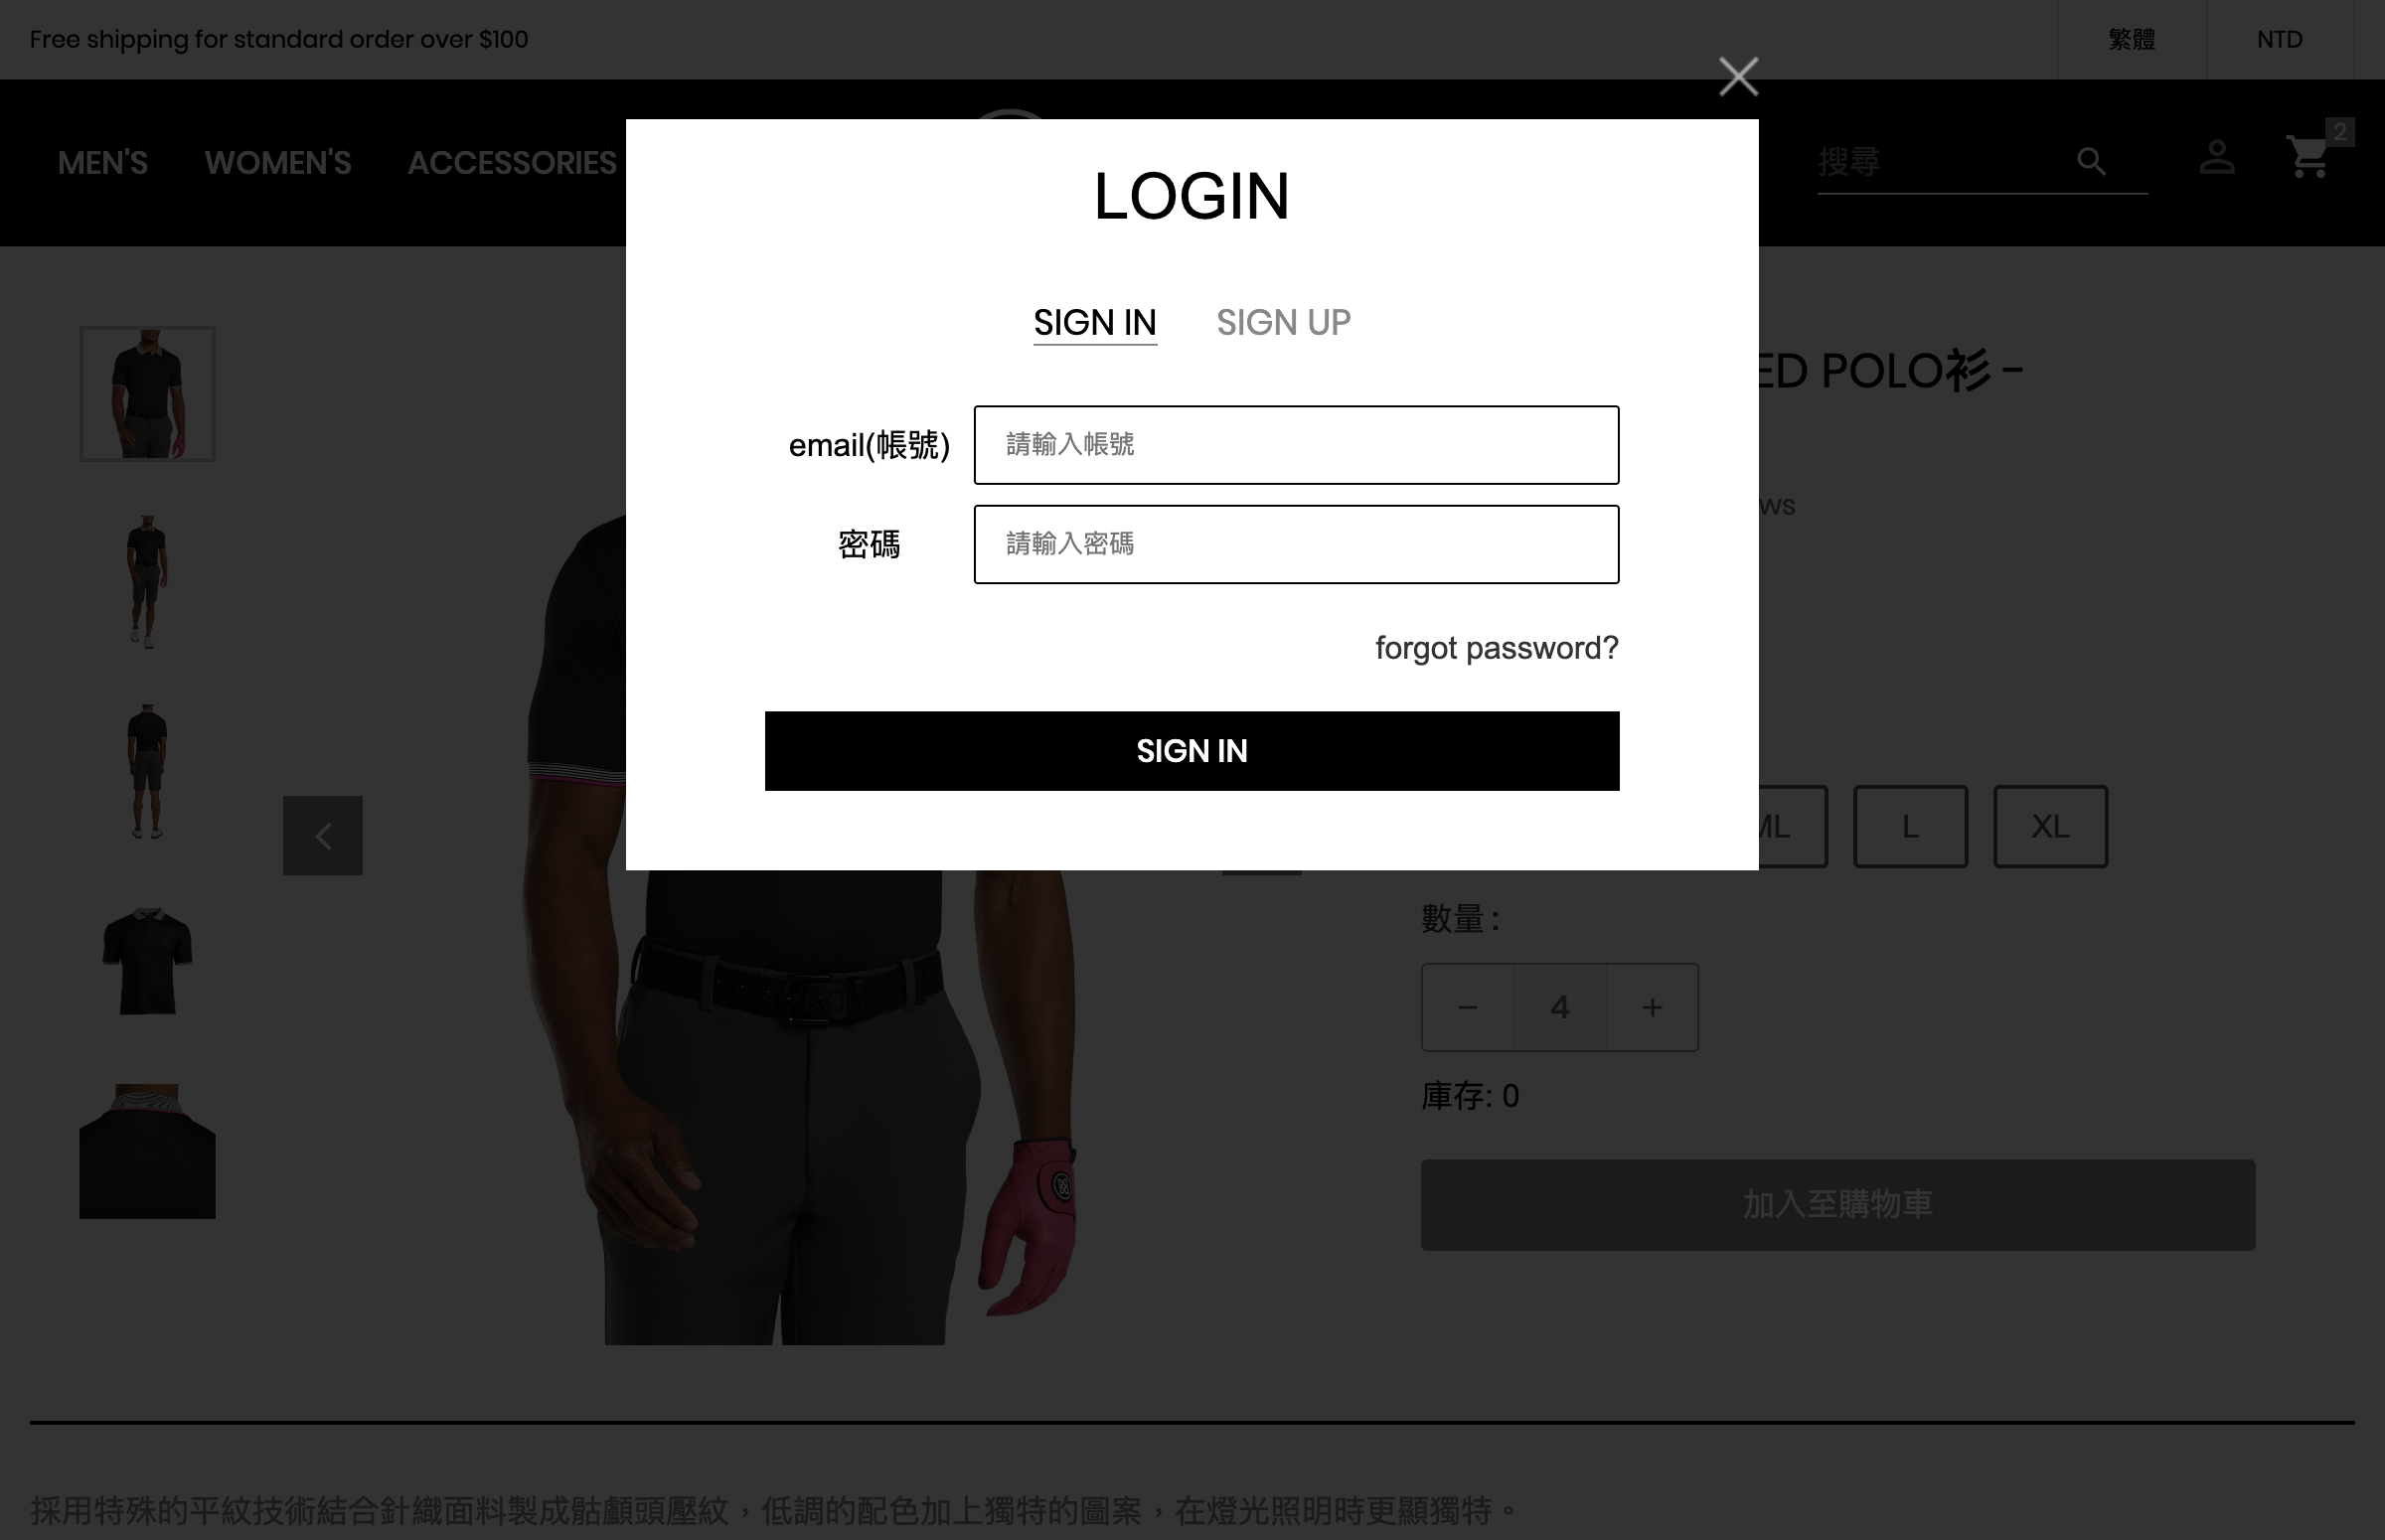 Free shipping for standard order over $100
繁體
NTD
MEN'S
WOMEN'S
ACCESSORIES
搜尋
2
LOGIN
SIGN IN
SIGN UP
POLO衫 -
email(帳號)
請輸入帳號
密碼
請輸入密碼
forgot password?
SIGN IN
L
XL
數量 :
4
庫存: 0
加入至購物車
採用特殊的平紋技術結合針織面料製成骷顱頭壓紋，低調的配色加上獨特的圖案，在燈光照明時更顯獨特。